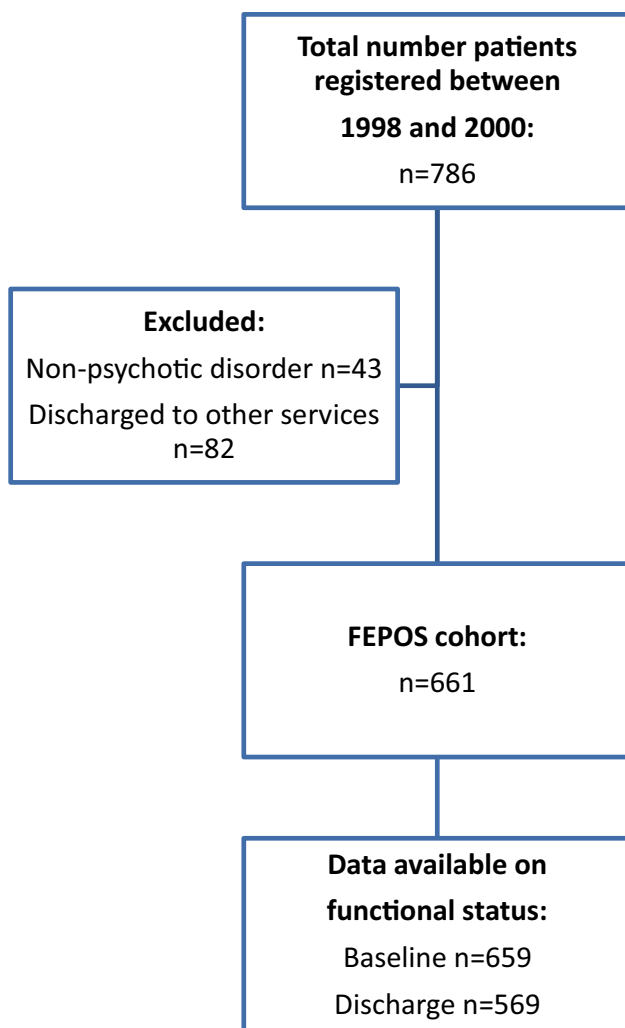 Total number patients
registered between
1998 and 2000:
n=786
Excluded:
Non-psychotic disorder n=43
Discharged to other services
n=82
FEPOS cohort:
n=661
Data available on
functional status:
Baseline n=659
Discharge n=569